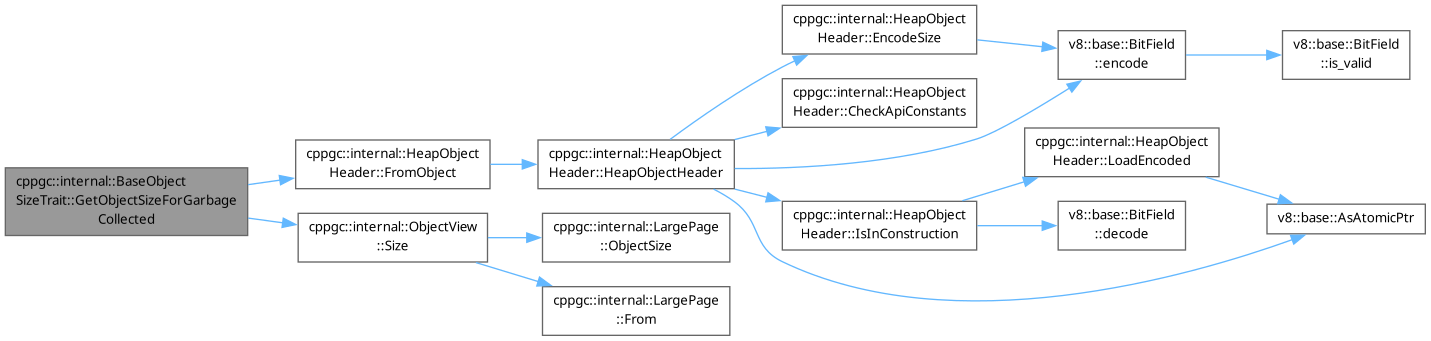 cppgc::internal::BaseObject
SizeTrait::GetObjectSizeForGarbage
Collected
cppgc::internal::HeapObject
Header::FromObject
cppgc::internal::ObjectView
::Size
cppgc::internal::HeapObject
Header::HeapObjectHeader
cppgc::internal::LargePage
::ObjectSize
cppgc::internal::LargePage
::From
cppgc::internal::HeapObject
Header::EncodeSize
cppgc::internal::HeapObject
Header::CheckApiConstants
cppgc::internal::HeapObject
Header::IsInConstruction
v8::base::BitField
::encode
cppgc::internal::HeapObject
Header::LoadEncoded
v8::base::BitField
::decode
v8::base::BitField
::is_valid
v8::base::AsAtomicPtr